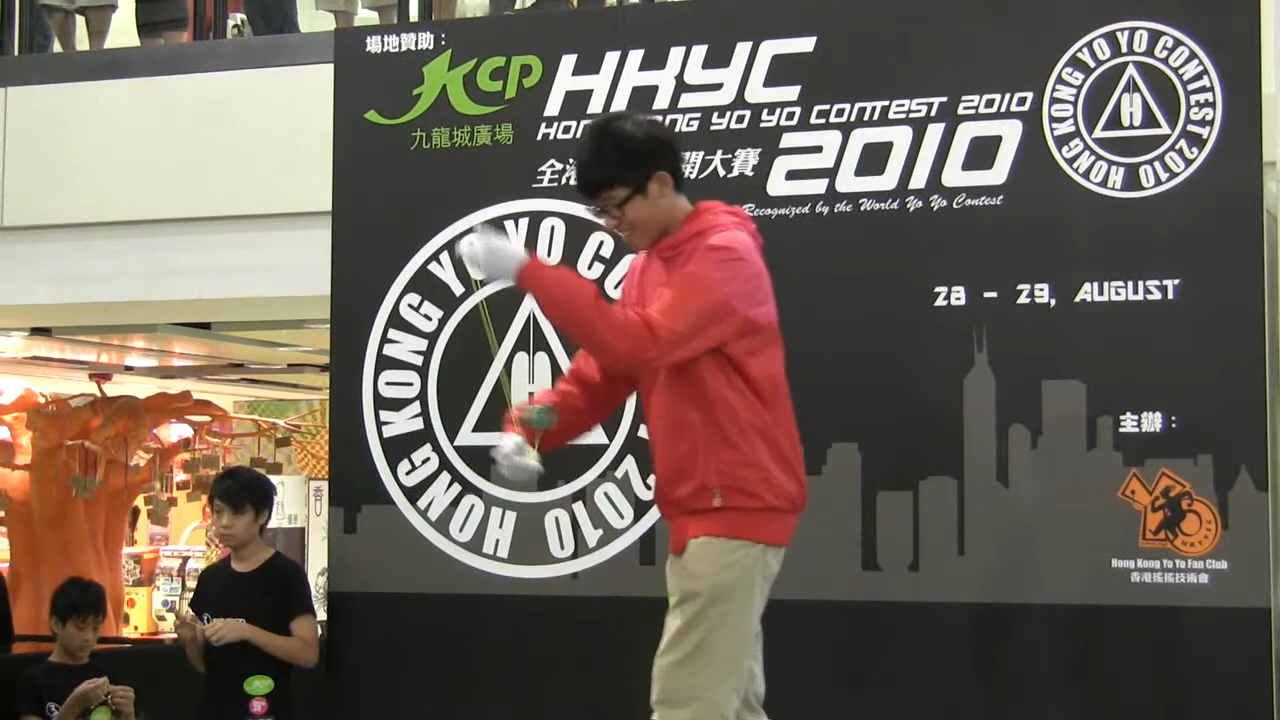 場地贊助：
KCP
九龍城廣場
HKYC
HONG KONG YO YO CONTEST 2010
全港 開大賽
2010
Recognized by the World Yo Yo Contest
HONG KONG YO YO CONTEST 2010
H
HONG KONG YO YO CO 2010
H
28 - 29, AUGUST
主辦：
Hong Kong Yo Yo Fan Club
香港搖搖技術會
香